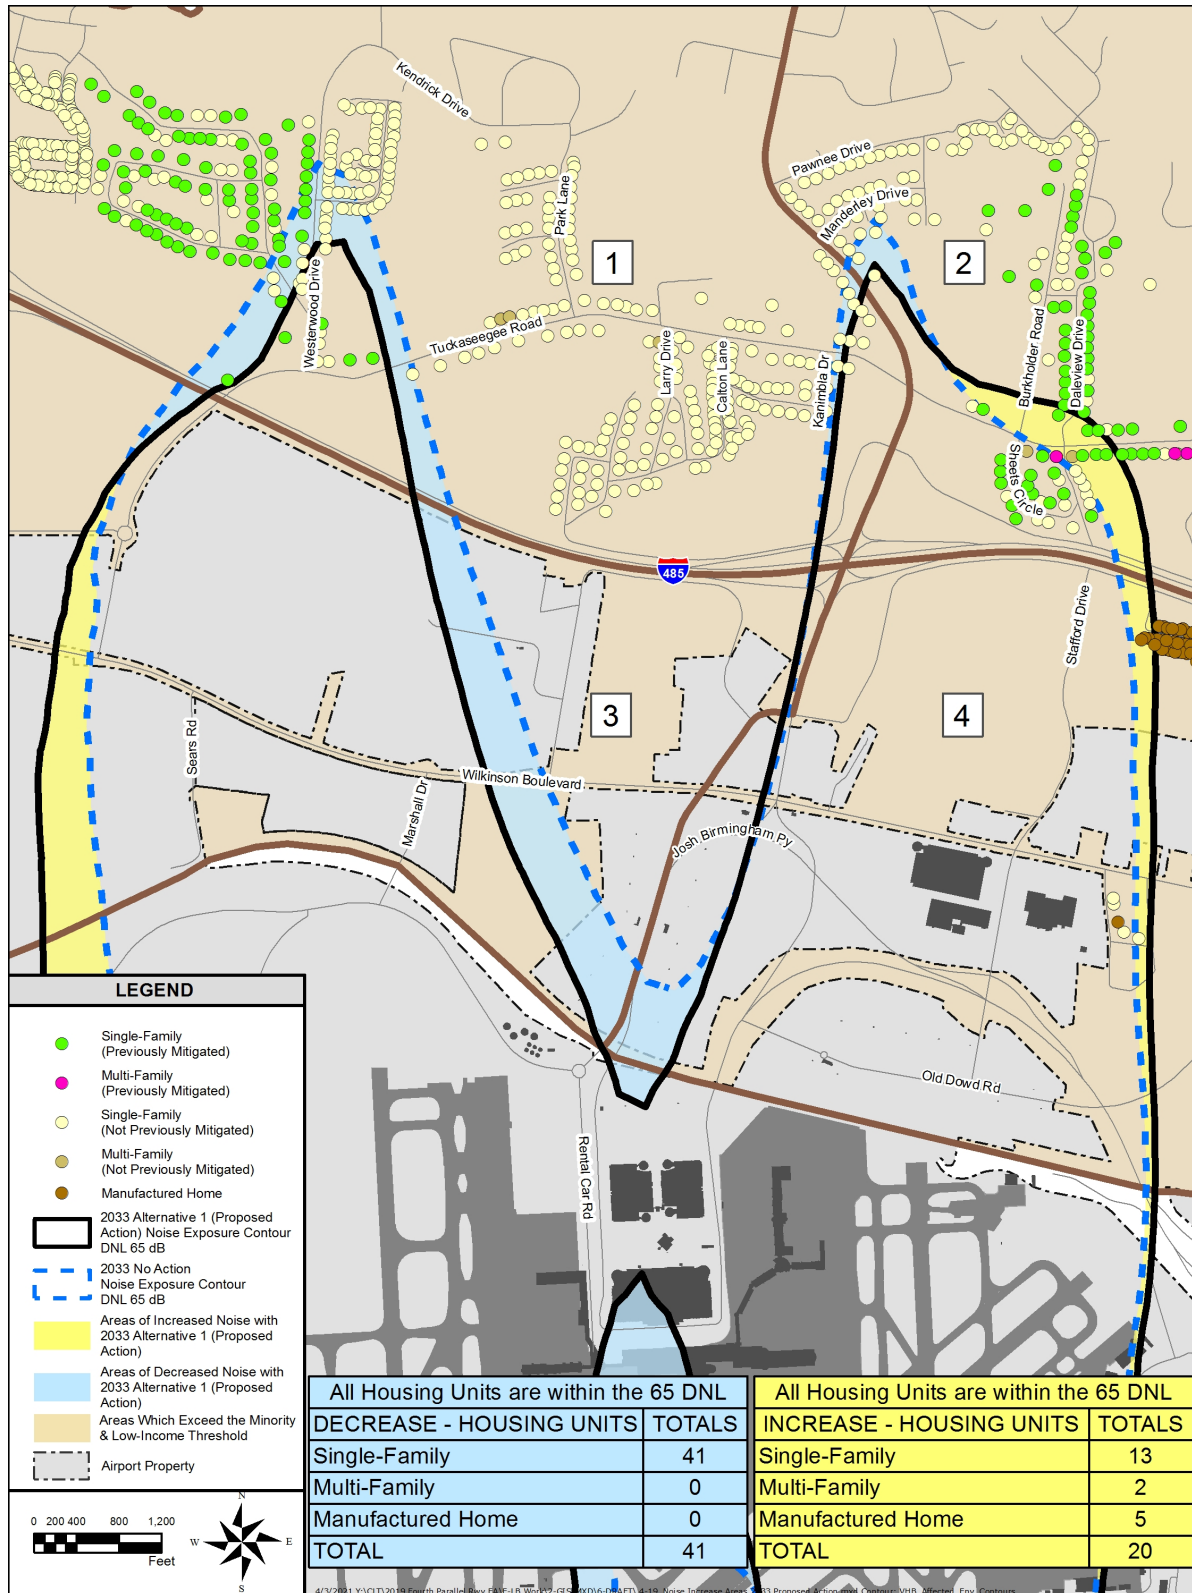 Kendrick Drive
Pawnee Drive
Manderley Drive
Park Lane
1
2
Westerwood Drive
Tuckaseegee Road
Larry Drive
Calton Lane
Kanimbla Dr
Burkholder Road
Daleview Drive
Sheets Circle
485
Stafford Drive
3
4
Sears Rd
Marshall Dr
Wilkinson Boulevard
Josh Birmingham Py
Old Dowd Rd
Rental Car Rd
LEGEND
Single-Family
(Previously Mitigated)
Multi-Family
(Previously Mitigated)
Single-Family
(Not Previously Mitigated)
Multi-Family
(Not Previously Mitigated)
Manufactured Home
2033 Alternative 1 (Proposed
Action) Noise Exposure Contour
DNL 65 dB
2033 No Action
Noise Exposure Contour
DNL 65 dB
Areas of Increased Noise with
2033 Alternative 1 (Proposed
Action)
Areas of Decreased Noise with
2033 Alternative 1 (Proposed
Action)
Areas Which Exceed the Minority
& Low-Income Threshold
Airport Property
0 200 400 800 1,200
Feet
N
W E
S
All Housing Units are within the 65 DNL
DECREASE - HOUSING UNITS TOTALS
Single-Family 41
Multi-Family 0
Manufactured Home 0
TOTAL 41
All Housing Units are within the 65 DNL
INCREASE - HOUSING UNITS TOTALS
Single-Family 13
Multi-Family 2
Manufactured Home 5
TOTAL 20